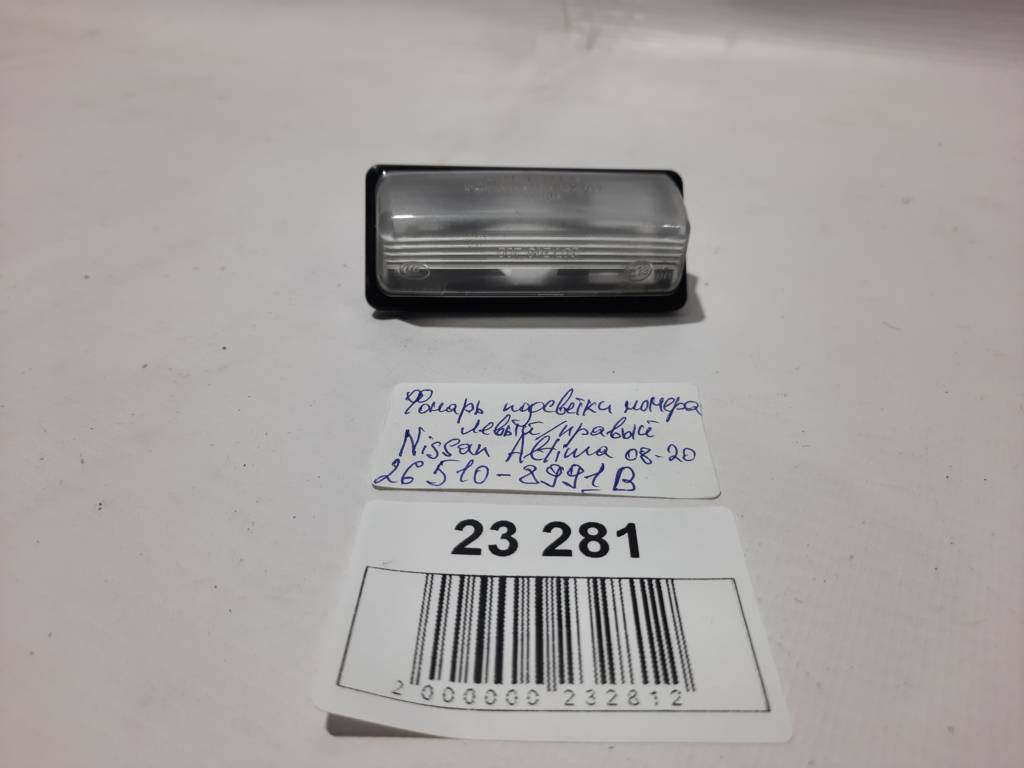 Фонарь подсветки номера
левый/правый
Nissan Altima 08-20
26510-8991B
23 281
2 000000 232812